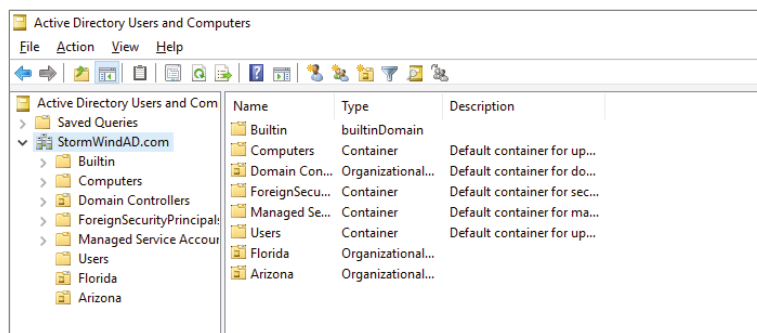 Active Directory Users and Computers
File Action View Help
Active Directory Users and Com
Saved Queries
StormWindAD.com
Builtin
Computers
Domain Controllers
ForeignSecurityPrincipals
Managed Service Accour
Users
Florida
Arizona
Name Type Description
Builtin builtinDomain
Computers Container Default container for up...
Domain Con... Organizational... Default container for do...
ForeignSecu... Container Default container for sec...
Managed Se... Container Default container for ma...
Users Container Default container for up...
Florida Organizational...
Arizona Organizational...